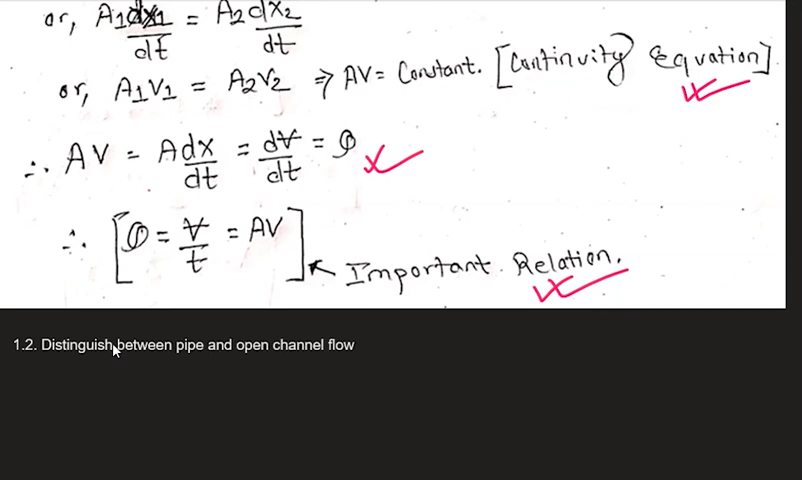 or, A1dx1/dt = A2dx2/dt
or, A1V1 = A2V2 ⇒ AV = Constant. [Continuity Equation]
∴ AV = Adx/dt = dV̶/dt = Q
∴ [Q = V̶/t = AV] ↖ Important Relation.
1.2. Distinguish between pipe and open channel flow